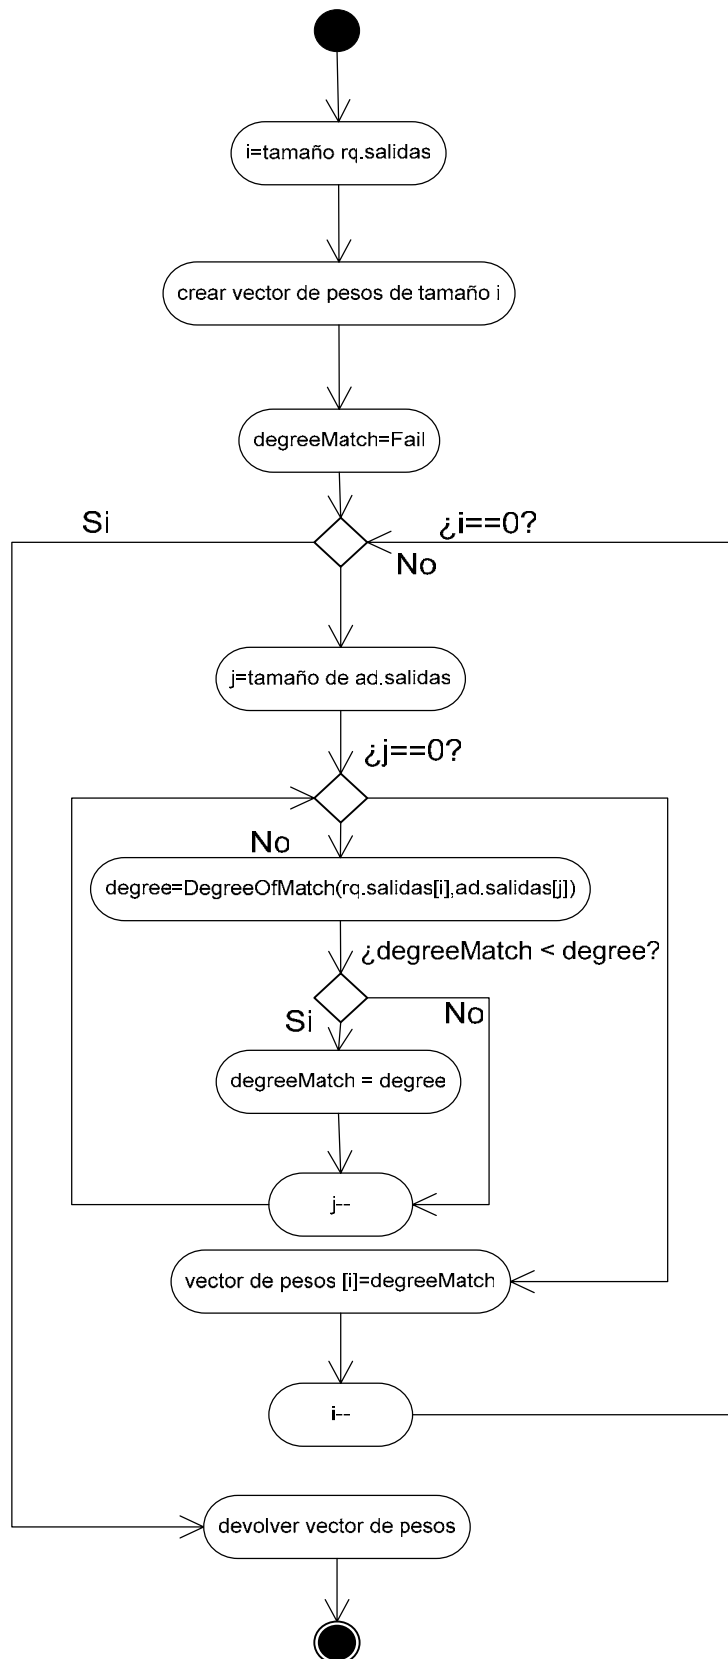 i=tamaño rq.salidas
crear vector de pesos de tamaño i
degreeMatch=Fail
Si
¿i==0?
No
j=tamaño de ad.salidas
¿j==0?
No
degree=DegreeOfMatch(rq.salidas[i],ad.salidas[j])
¿degreeMatch < degree?
Si
No
degreeMatch = degree
j--
vector de pesos [i]=degreeMatch
i--
devolver vector de pesos